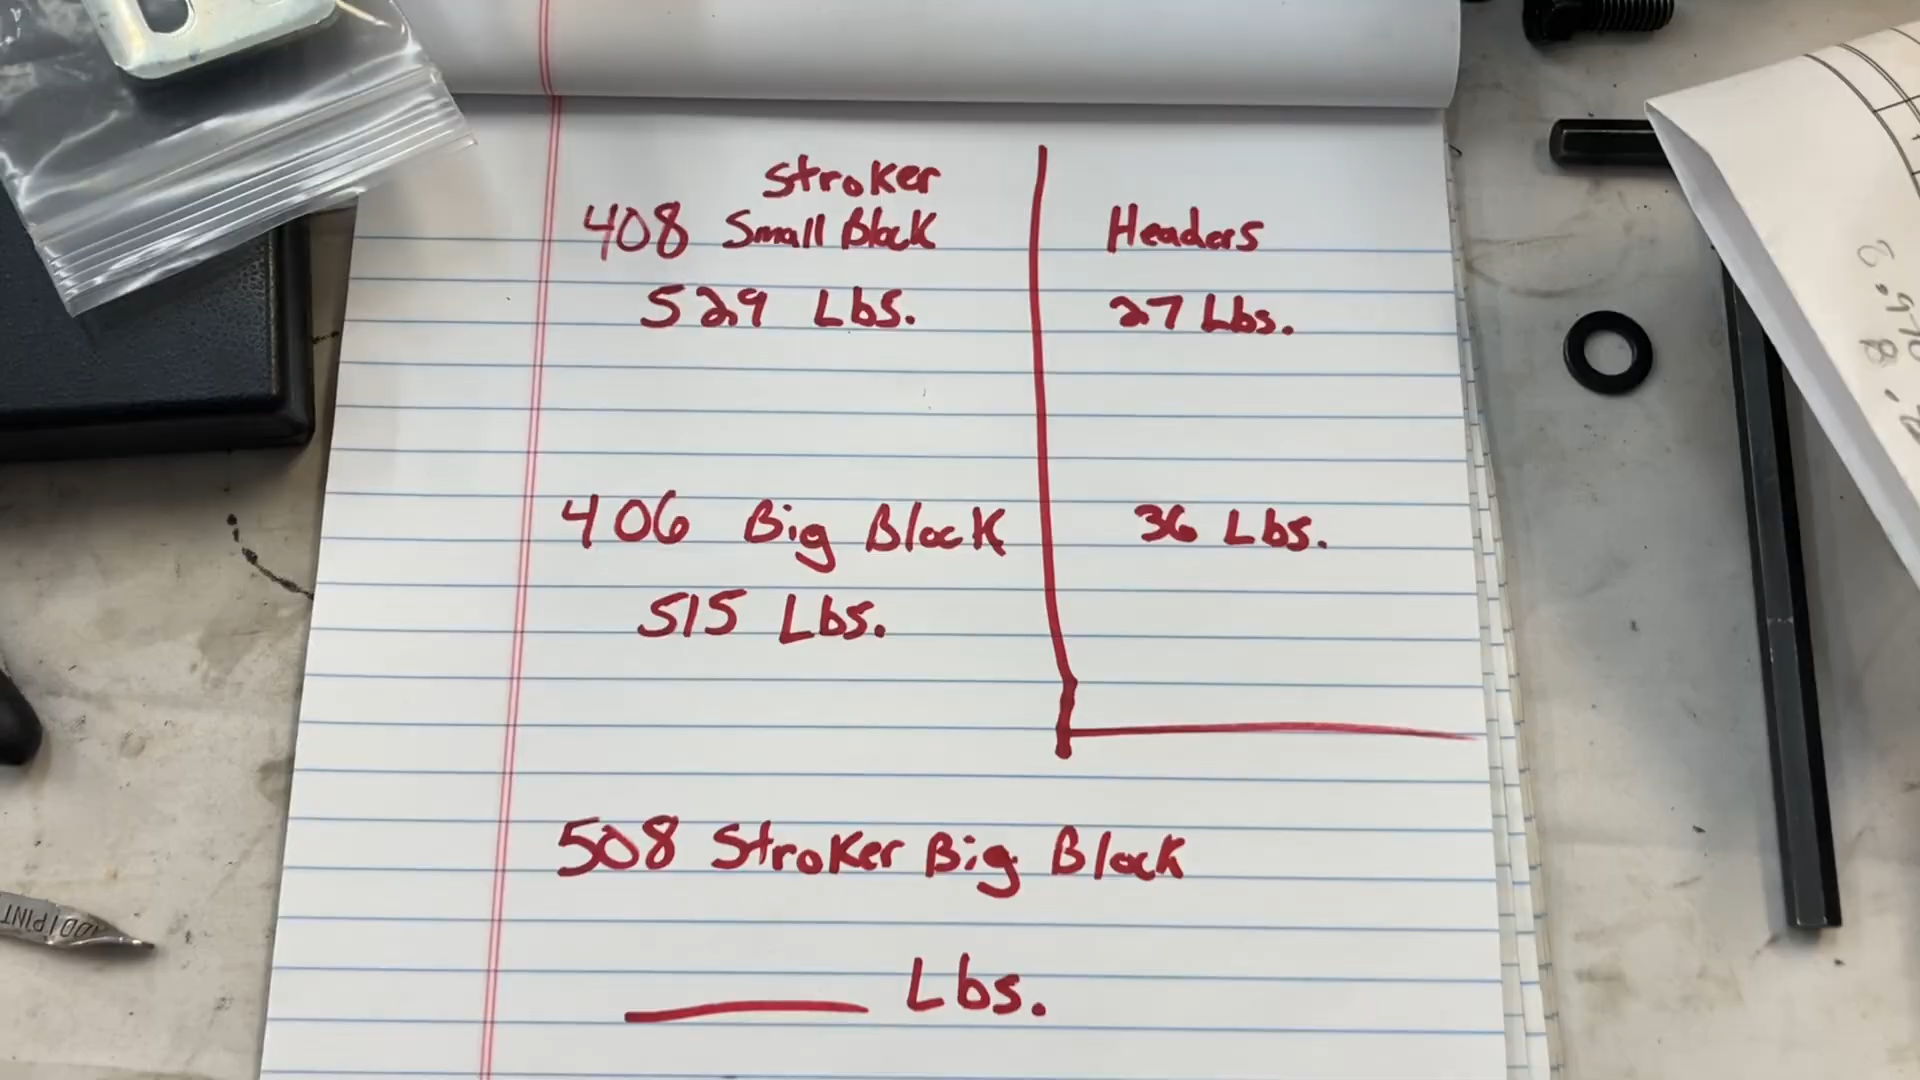 Stroker
408 Small Block
Headers
529 Lbs.
27 Lbs.
406 Big Block
36 Lbs.
515 Lbs.
508 Stroker Big Block
____ Lbs.